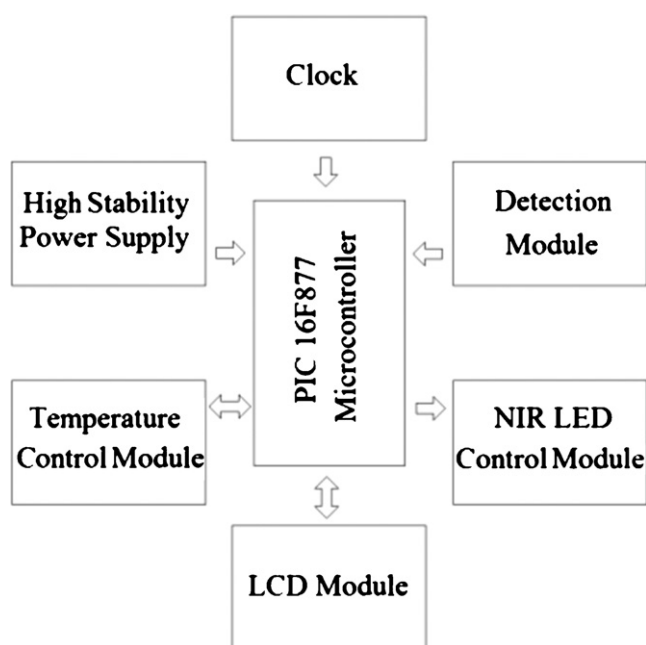 Clock
High Stability
Power Supply
Detection
Module
PIC 16F877
Microcontroller
Temperature
Control Module
NIR LED
Control Module
LCD Module